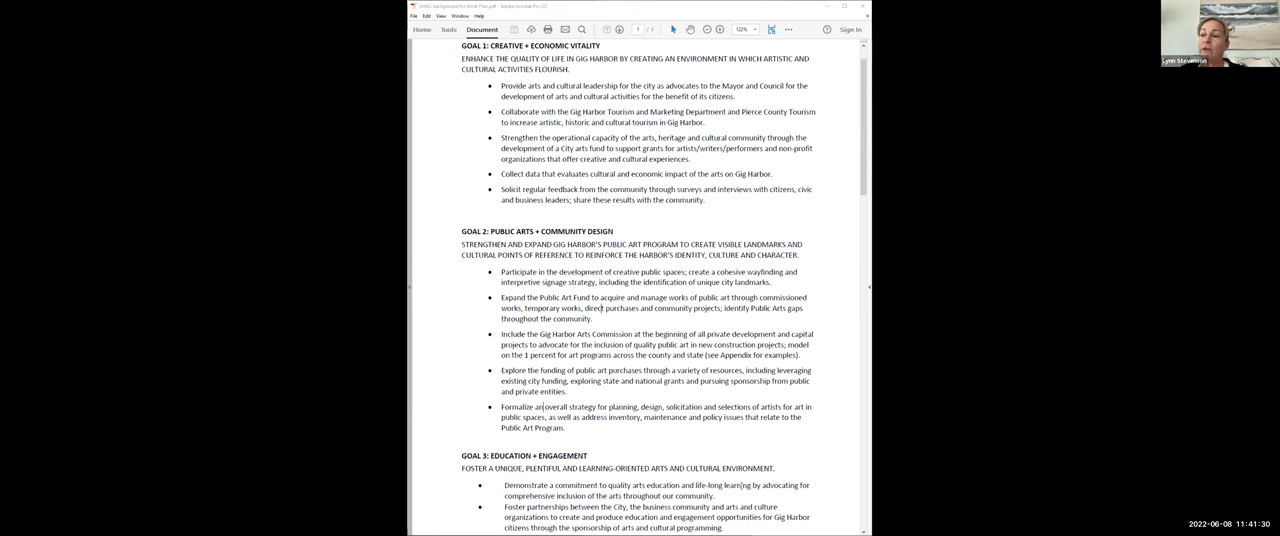 GHAC background for Work Plan.pdf - Adobe Acrobat Pro DC
File Edit View Window Help
Home Tools Document 1 / 3 122% Sign In
GOAL 1: CREATIVE + ECONOMIC VITALITY
ENHANCE THE QUALITY OF LIFE IN GIG HARBOR BY CREATING AN ENVIRONMENT IN WHICH ARTISTIC AND
CULTURAL ACTIVITIES FLOURISH.
• Provide arts and cultural leadership for the city as advocates to the Mayor and Council for the
development of arts and cultural activities for the benefit of its citizens.
• Collaborate with the Gig Harbor Tourism and Marketing Department and Pierce County Tourism
to increase artistic, historic and cultural tourism in Gig Harbor.
• Strengthen the operational capacity of the arts, heritage and cultural community through the
development of a City arts fund to support grants for artists/writers/performers and non-profit
organizations that offer creative and cultural experiences.
• Collect data that evaluates cultural and economic impact of the arts on Gig Harbor.
• Solicit regular feedback from the community through surveys and interviews with citizens, civic
and business leaders; share these results with the community.
GOAL 2: PUBLIC ARTS + COMMUNITY DESIGN
STRENGTHEN AND EXPAND GIG HARBOR'S PUBLIC ART PROGRAM TO CREATE VISIBLE LANDMARKS AND
CULTURAL POINTS OF REFERENCE TO REINFORCE THE HARBOR'S IDENTITY, CULTURE AND CHARACTER.
• Participate in the development of creative public spaces; create a cohesive wayfinding and
interpretive signage strategy, including the identification of unique city landmarks.
• Expand the Public Art Fund to acquire and manage works of public art through commissioned
works, temporary works, direct purchases and community projects; identify Public Arts gaps
throughout the community.
• Include the Gig Harbor Arts Commission at the beginning of all private development and capital
projects to advocate for the inclusion of quality public art in new construction projects; model
on the 1 percent for art programs across the county and state (see Appendix for examples).
• Explore the funding of public art purchases through a variety of resources, including leveraging
existing city funding, exploring state and national grants and pursuing sponsorship from public
and private entities.
• Formalize an overall strategy for planning, design, solicitation and selections of artists for art in
public spaces, as well as address inventory, maintenance and policy issues that relate to the
Public Art Program.
GOAL 3: EDUCATION + ENGAGEMENT
FOSTER A UNIQUE, PLENTIFUL AND LEARNING-ORIENTED ARTS AND CULTURAL ENVIRONMENT.
• Demonstrate a commitment to quality arts education and life-long learning by advocating for
comprehensive inclusion of the arts throughout our community.
• Foster partnerships between the City, the business community and arts and culture
organizations to create and produce education and engagement opportunities for Gig Harbor
citizens through the sponsorship of arts and cultural programming.
Lynn Stevenson
2022-06-08 11:41:30